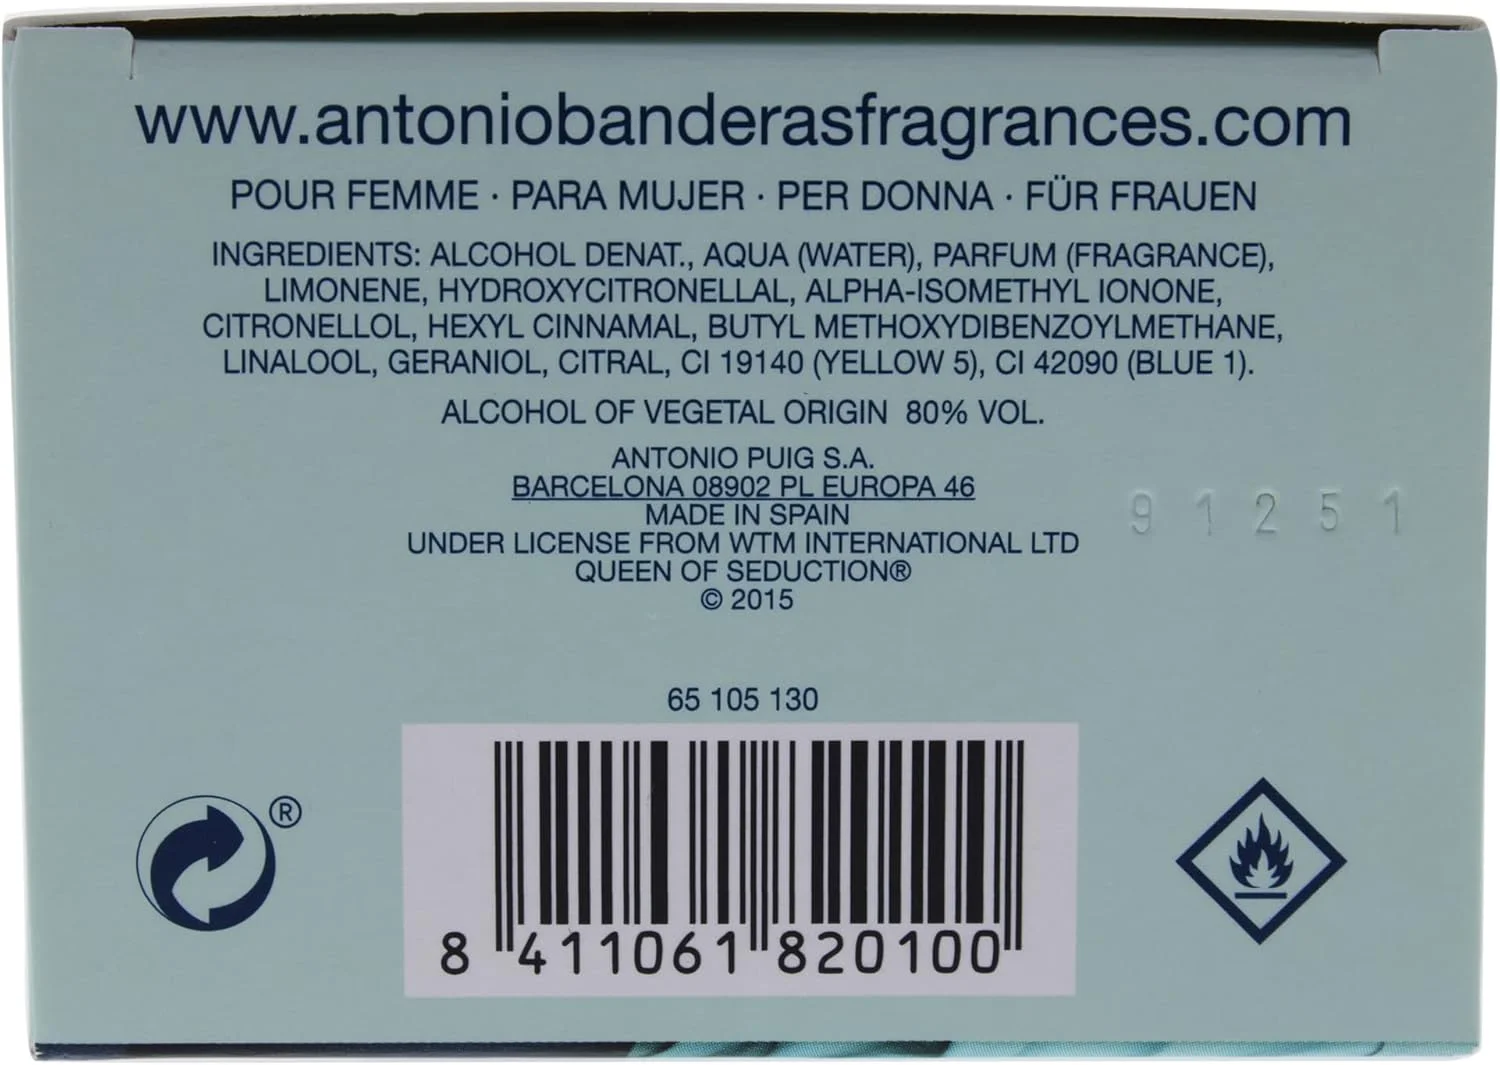 www.antoniobanderasfragrances.com
POUR FEMME · PARA MUJER · PER DONNA · FÜR FRAUEN
INGREDIENTS: ALCOHOL DENAT., AQUA (WATER), PARFUM (FRAGRANCE),
LIMONENE, HYDROXYCITRONELLAL, ALPHA-ISOMETHYL IONONE,
CITRONELLOL, HEXYL CINNAMAL, BUTYL METHOXYDIBENZOYLMETHANE,
LINALOOL, GERANIOL, CITRAL, CI 19140 (YELLOW 5), CI 42090 (BLUE 1).
ALCOHOL OF VEGETAL ORIGIN 80% VOL.
ANTONIO PUIG S.A.
BARCELONA 08902 PL EUROPA 46
MADE IN SPAIN
UNDER LICENSE FROM WTM INTERNATIONAL LTD
QUEEN OF SEDUCTION®
© 2015
91251
65 105 130
®
8 411061 820100